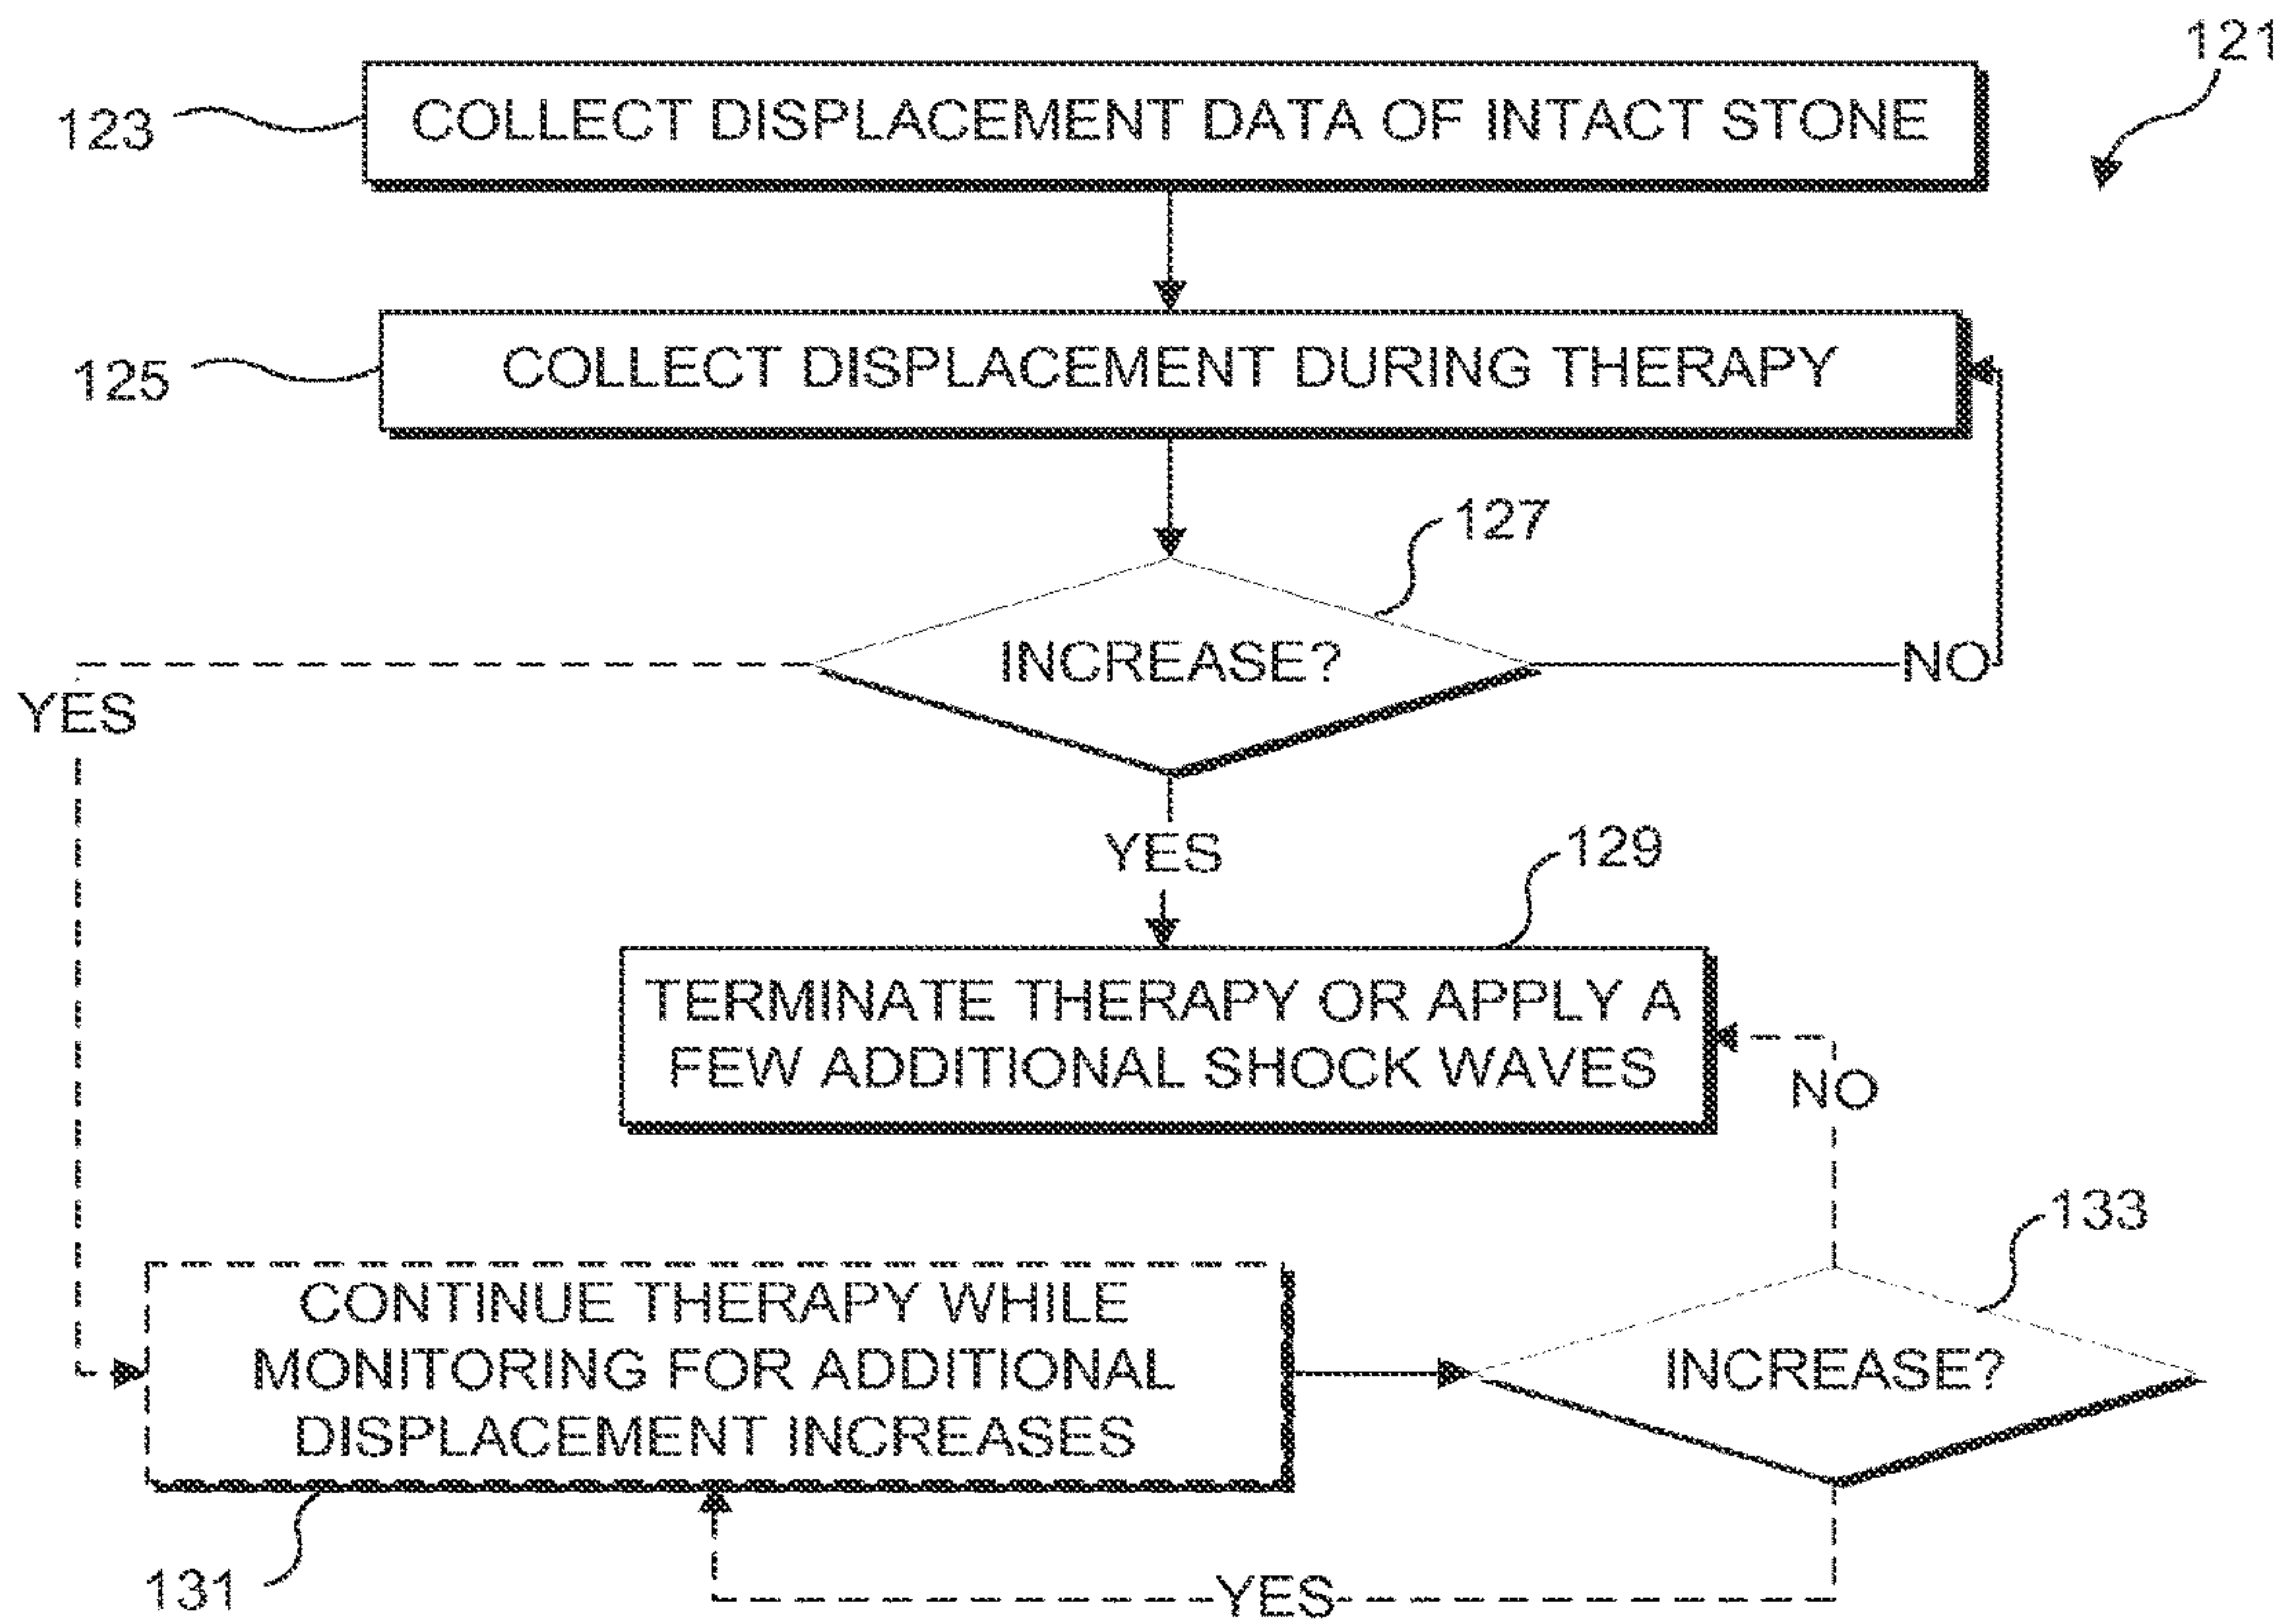 121
123
COLLECT DISPLACEMENT DATA OF INTACT STONE
125
COLLECT DISPLACEMENT DURING THERAPY
127
INCREASE?
NO
YES
YES
129
TERMINATE THERAPY OR APPLY A
FEW ADDITIONAL SHOCK WAVES
NO
133
CONTINUE THERAPY WHILE
MONITORING FOR ADDITIONAL
DISPLACEMENT INCREASES
INCREASE?
131
YES